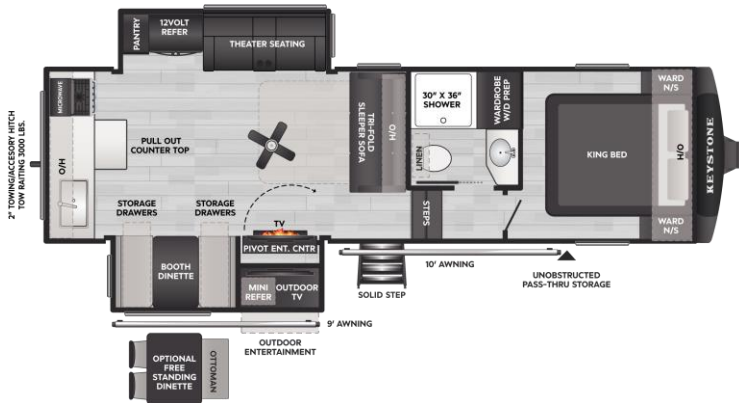 PANTRY
12VOLT
REFER
THEATER SEATING
MICROWAVE
O/H
2" TOWING/ACCESORY HITCH
TOW RAITING 3000 LBS.
PULL OUT
COUNTER TOP
TRI-FOLD
SLEEPER SOFA
O/H
30" X 36"
SHOWER
WARDROBE
W/D PREP
LINEN
STEPS
WARD
N/S
KING BED
O/H
WARD
N/S
KEYSTONE
STORAGE
DRAWERS
STORAGE
DRAWERS
TV
PIVOT ENT. CNTR
BOOTH
DINETTE
MINI
REFER
OUTDOOR
TV
10' AWNING
SOLID STEP
UNOBSTRUCTED
PASS-THRU STORAGE
9' AWNING
OUTDOOR
ENTERTAINMENT
OPTIONAL
FREE
STANDING
DINETTE
OTTOMAN